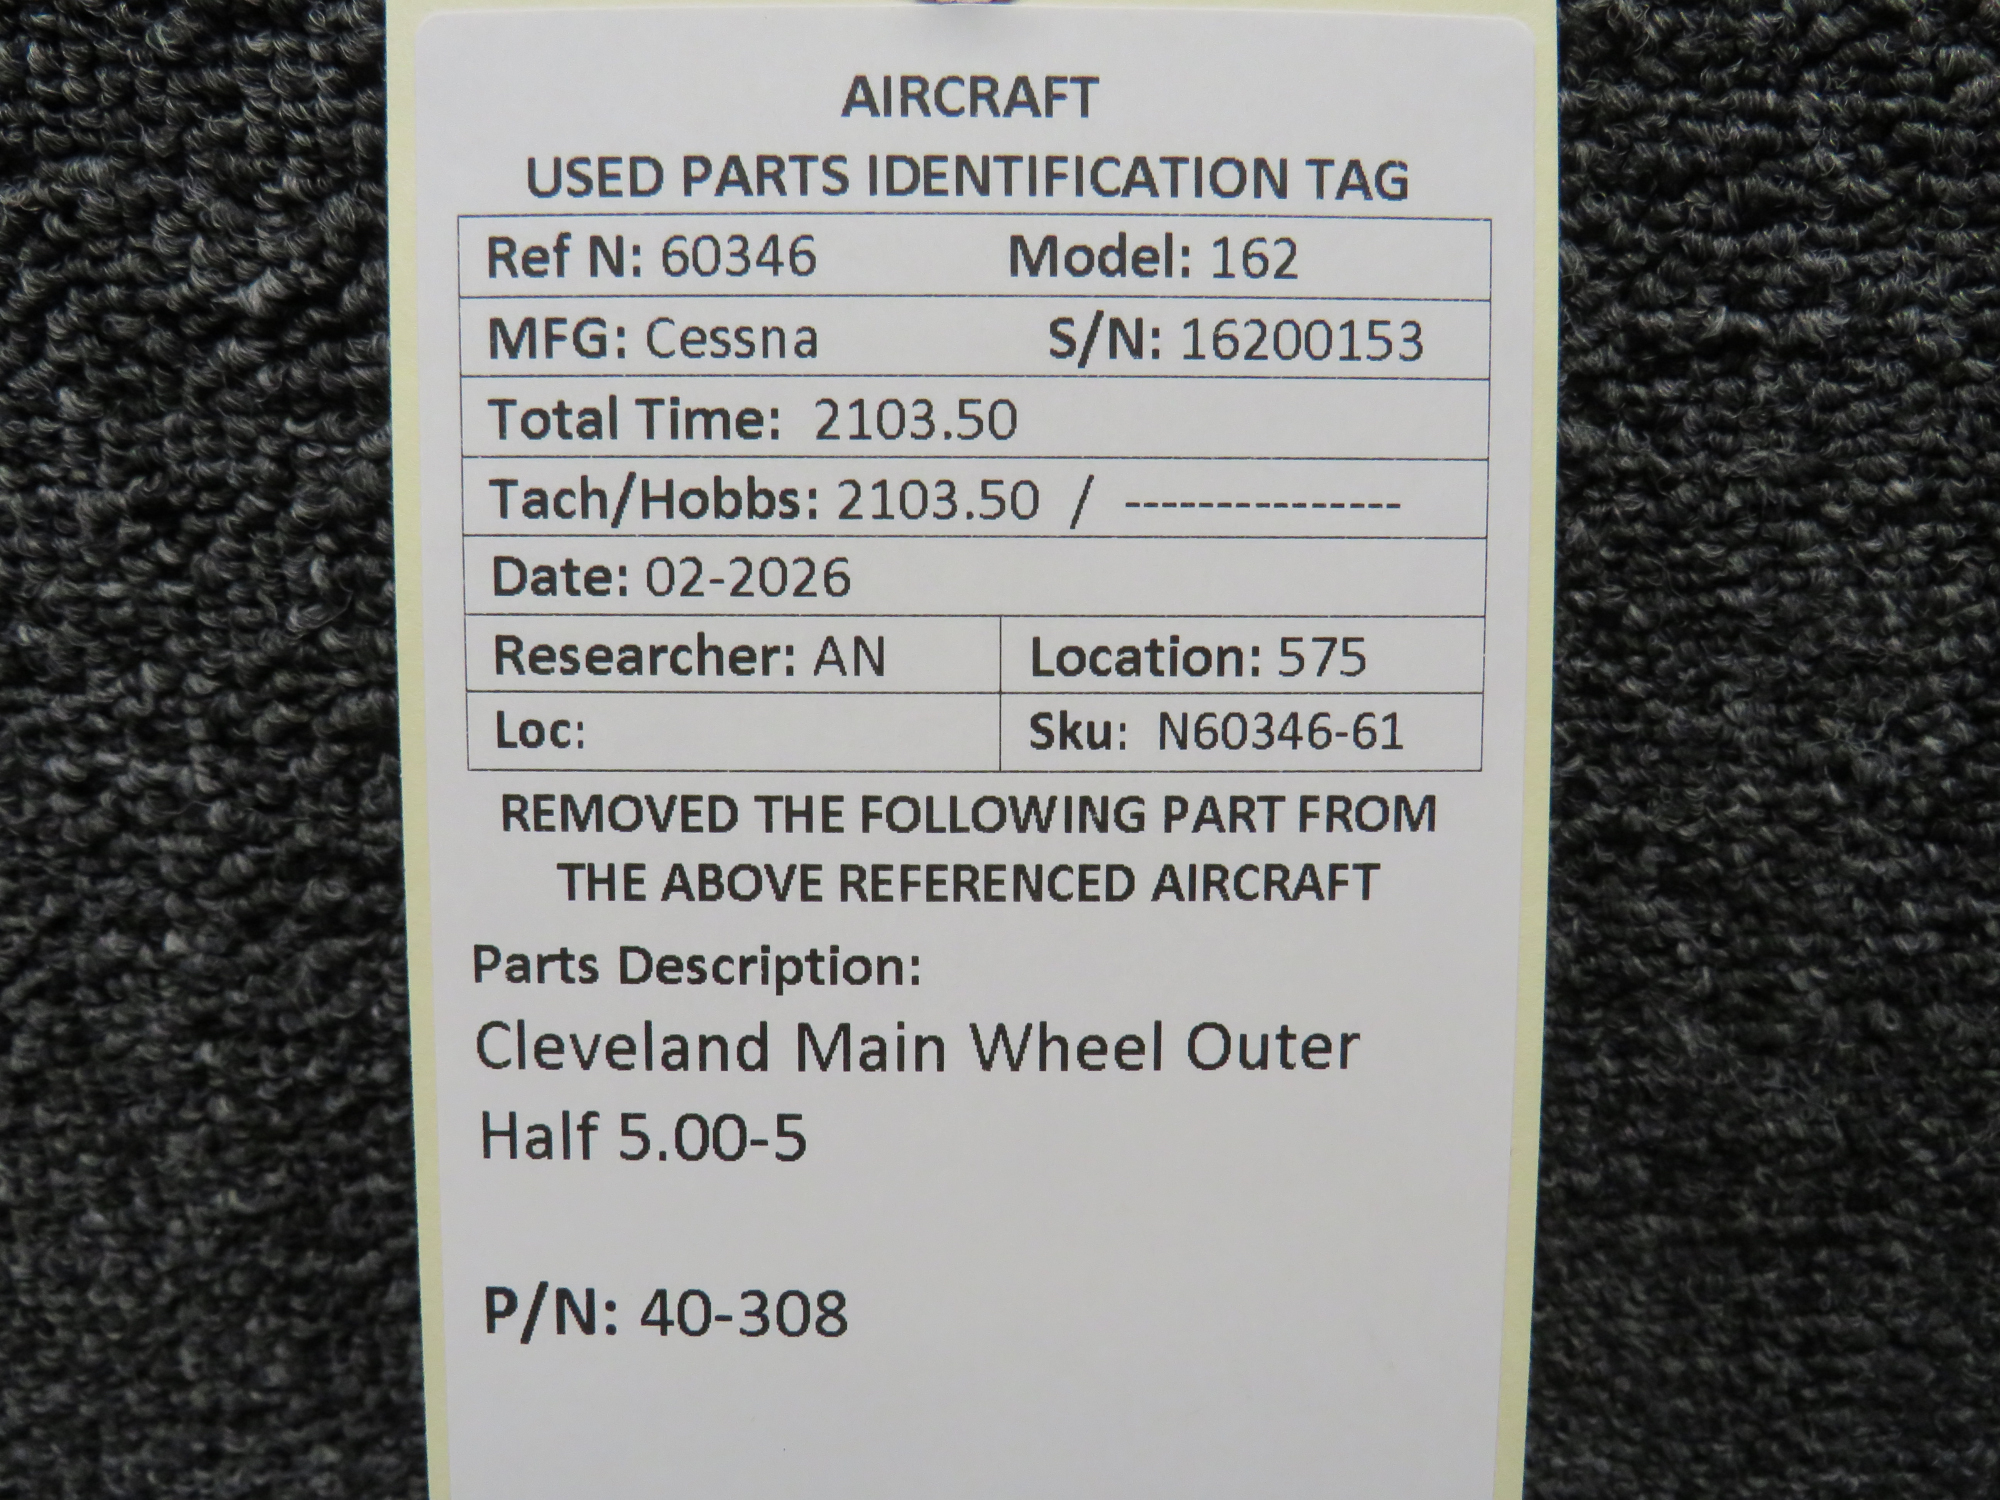 AIRCRAFT
USED PARTS IDENTIFICATION TAG
Ref N: 60346 Model: 162
MFG: Cessna S/N: 16200153
Total Time: 2103.50
Tach/Hobbs: 2103.50 / ---------------
Date: 02-2026
Researcher: AN Location: 575
Loc: Sku: N60346-61
REMOVED THE FOLLOWING PART FROM
THE ABOVE REFERENCED AIRCRAFT
Parts Description:
Cleveland Main Wheel Outer
Half 5.00-5
P/N: 40-308